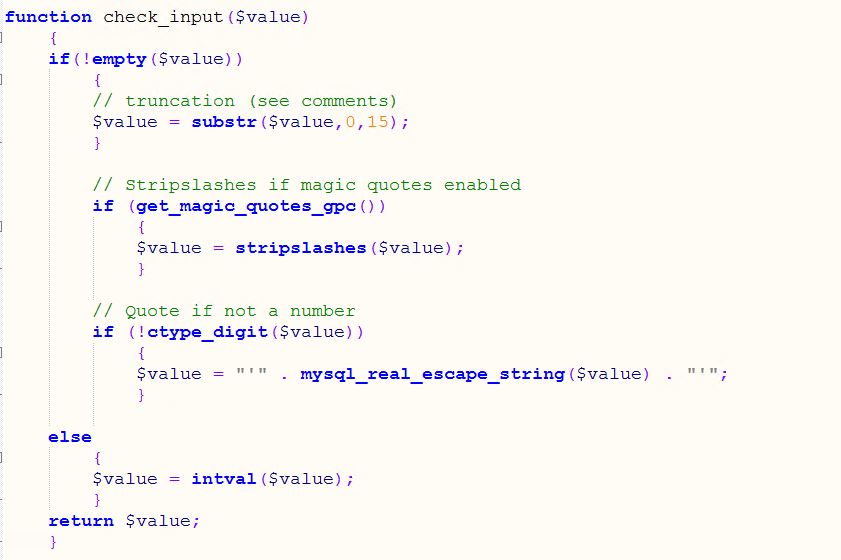 function check_input($value)
{
if(!empty($value))
{
// truncation (see comments)
$value = substr($value,0,15);
}
// Stripslashes if magic quotes enabled
if (get_magic_quotes_gpc())
{
$value = stripslashes($value);
}
// Quote if not a number
if (!ctype_digit($value))
{
$value = "'" . mysql_real_escape_string($value) . "'";
}
else
{
$value = intval($value);
}
return $value;
}